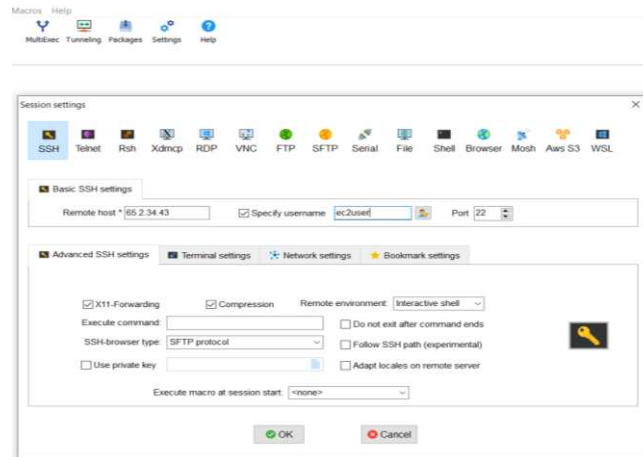 Macros Help
MultiExec Tunneling Packages Settings Help
Session settings
SSH Telnet Rsh Xdmcp RDP VNC FTP SFTP Serial File Shell Browser Mosh Aws S3 WSL
Basic SSH settings
Remote host * 65.2.34.43 Specify username ec2user Port 22
Advanced SSH settings Terminal settings Network settings Bookmark settings
X11-Forwarding Compression Remote environment: Interactive shell
Execute command: Do not exit after command ends
SSH-browser type: SFTP protocol Follow SSH path (experimental)
Use private key Adapt locales on remote server
Execute macro at session start: <none>
OK Cancel